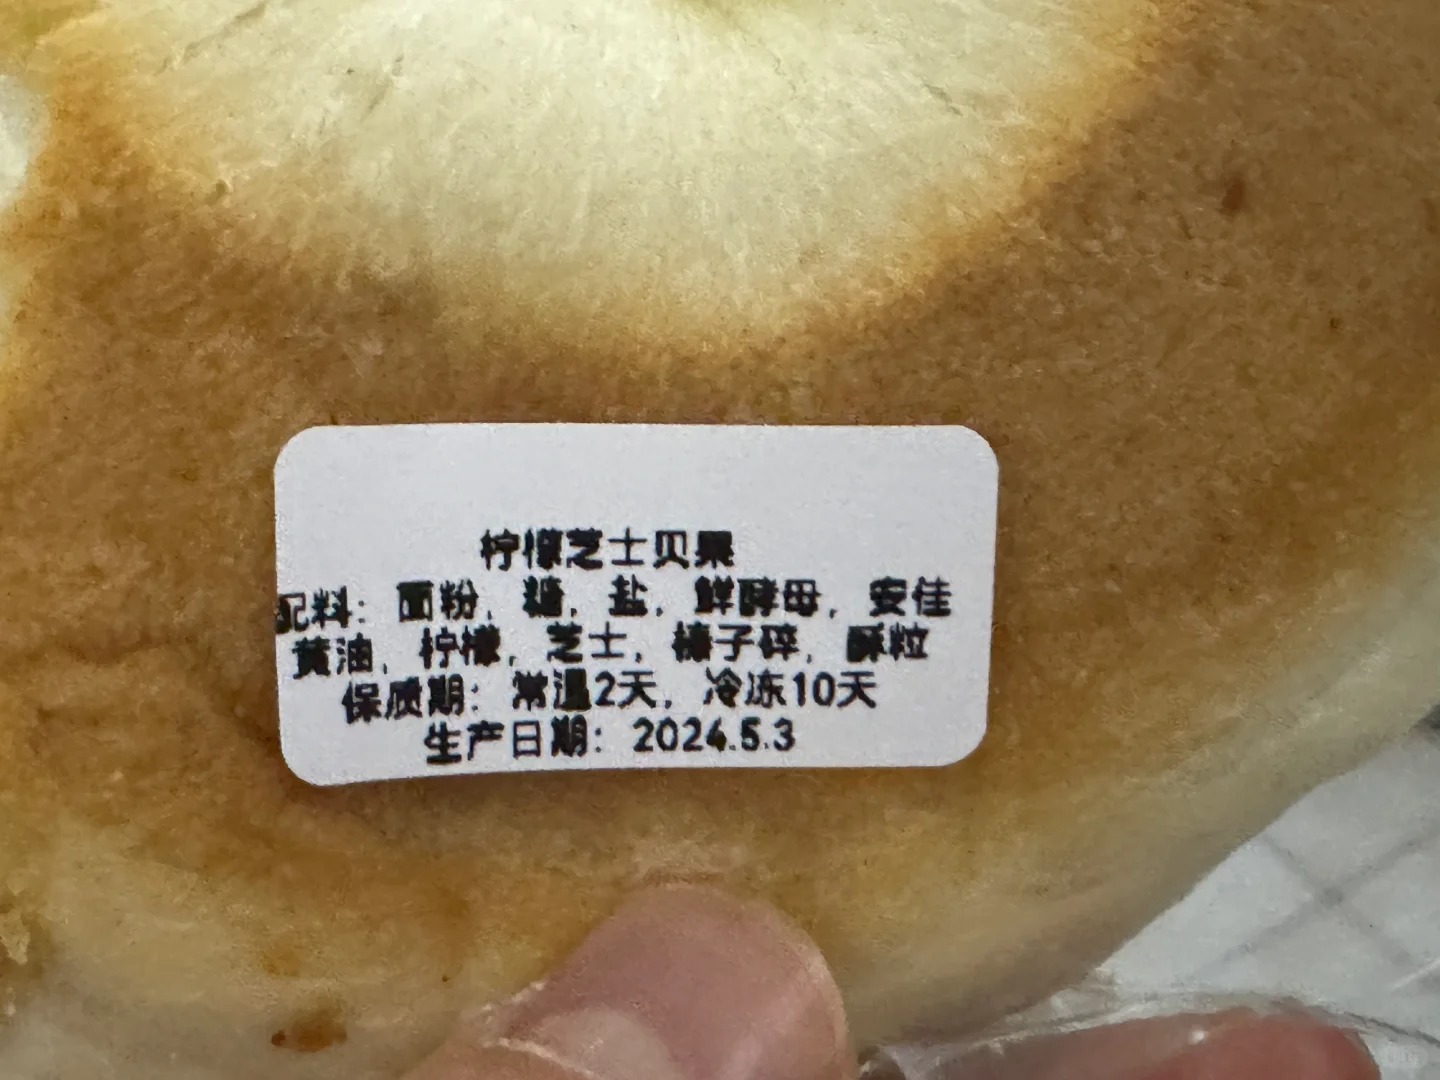 柠檬芝士贝果
配料：面粉，糖，盐，鲜酵母，安佳
黄油，柠檬，芝士，榛子碎，酥粒
保质期：常温2天，冷冻10天
生产日期：2024.5.3